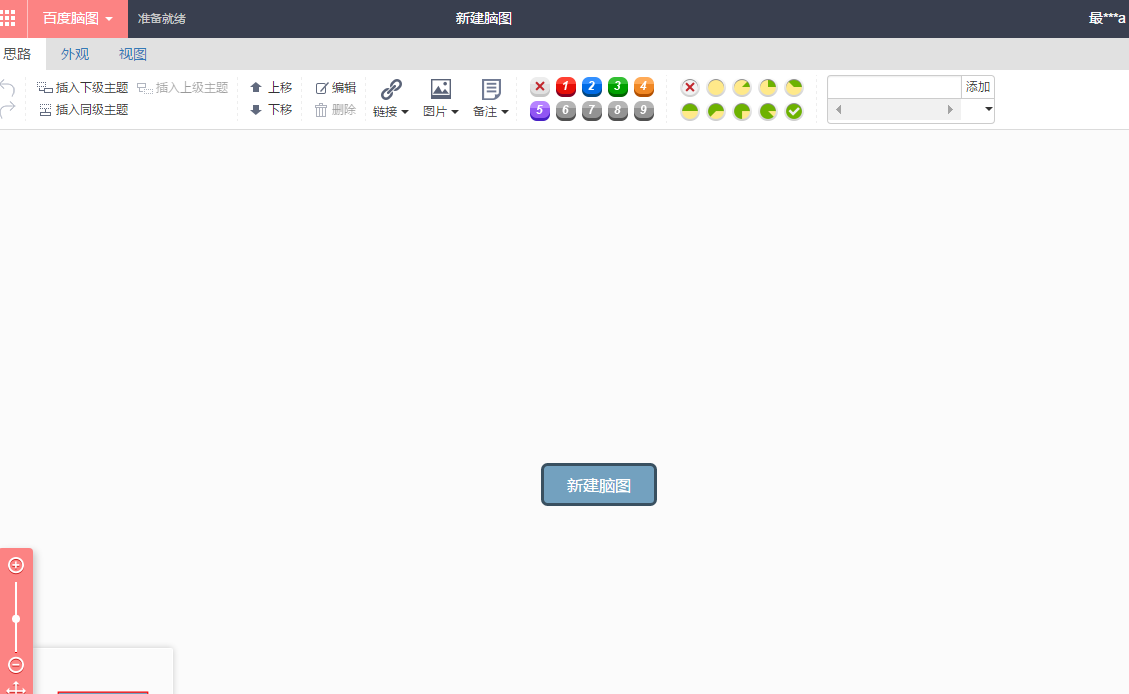 百度脑图 准备就绪 新建脑图 最***a
思路 外观 视图
插入下级主题 插入上级主题 上移 编辑
插入同级主题 下移 删除 链接 图片 备注
1 2 3 4 添加
5 6 7 8 9
新建脑图